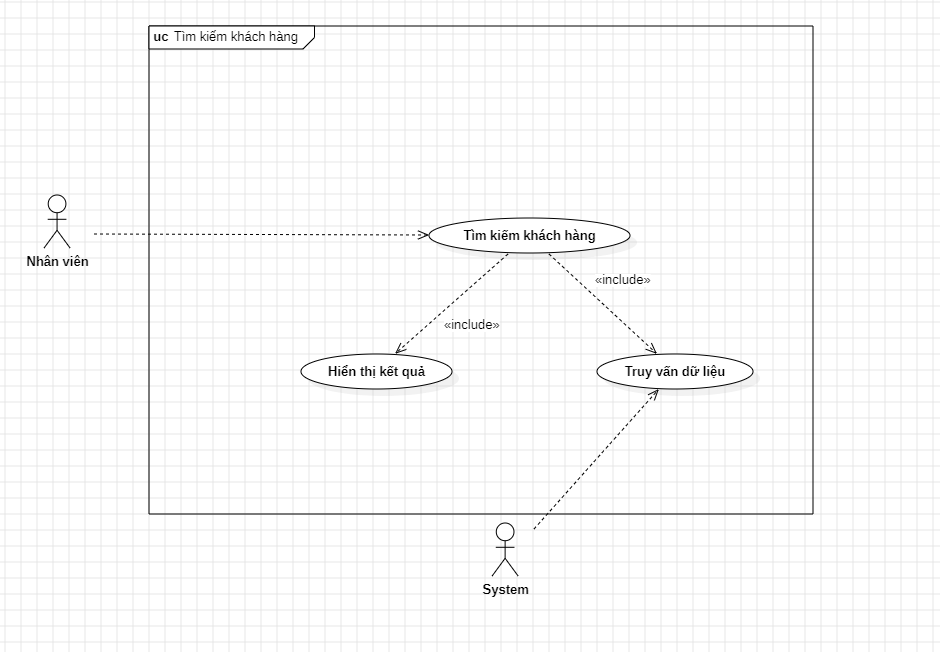 uc Tìm kiếm khách hàng
Nhân viên
Tìm kiếm khách hàng
«include»
«include»
Hiển thị kết quả
Truy vấn dữ liệu
System